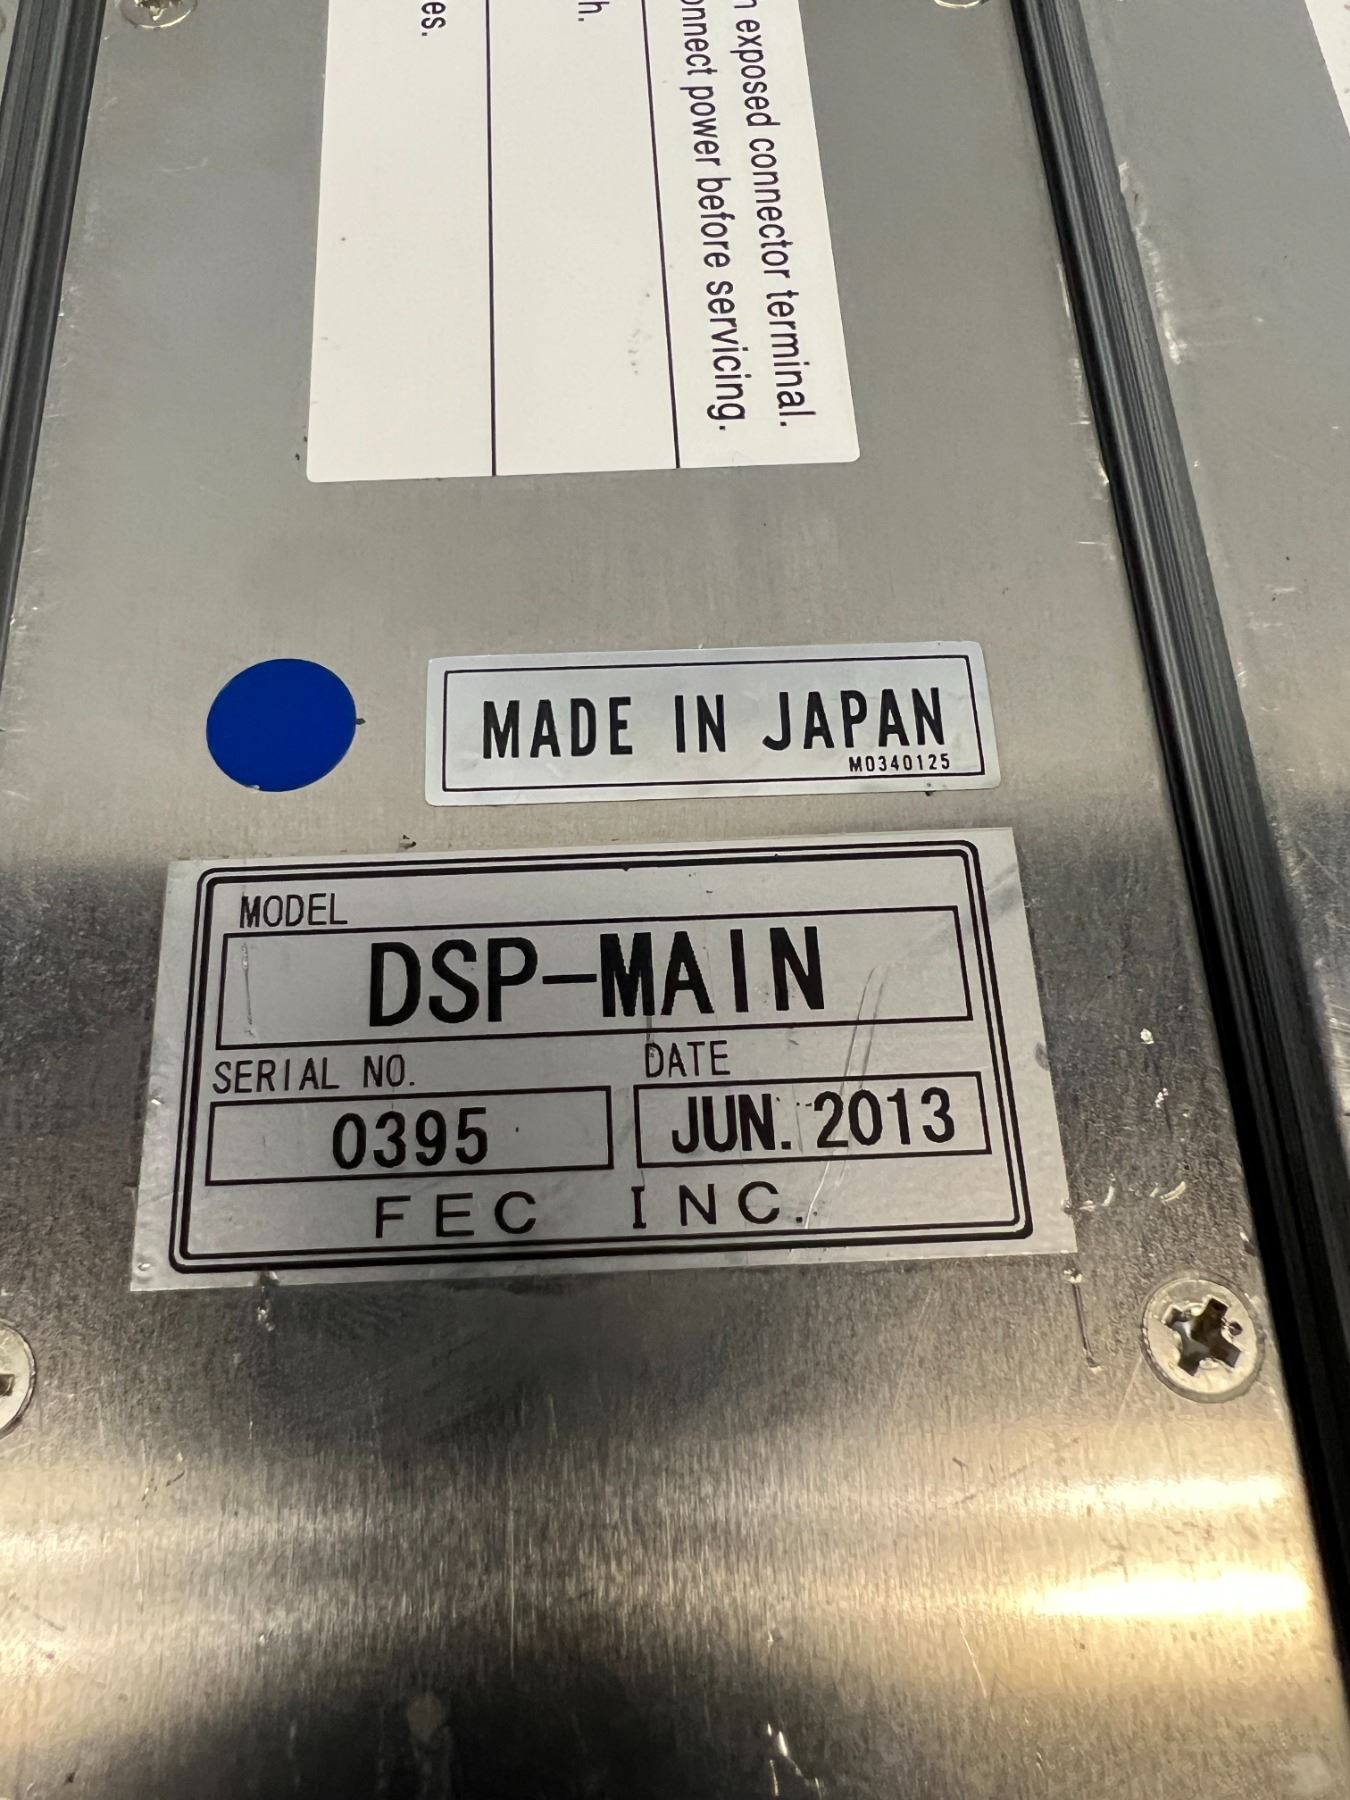 exposed connector terminal.
power before servicing.
es.
h.
MADE IN JAPAN
M0340125
MODEL
DSP-MAIN
SERIAL NO.
DATE
0395
JUN. 2013
FEC INC.